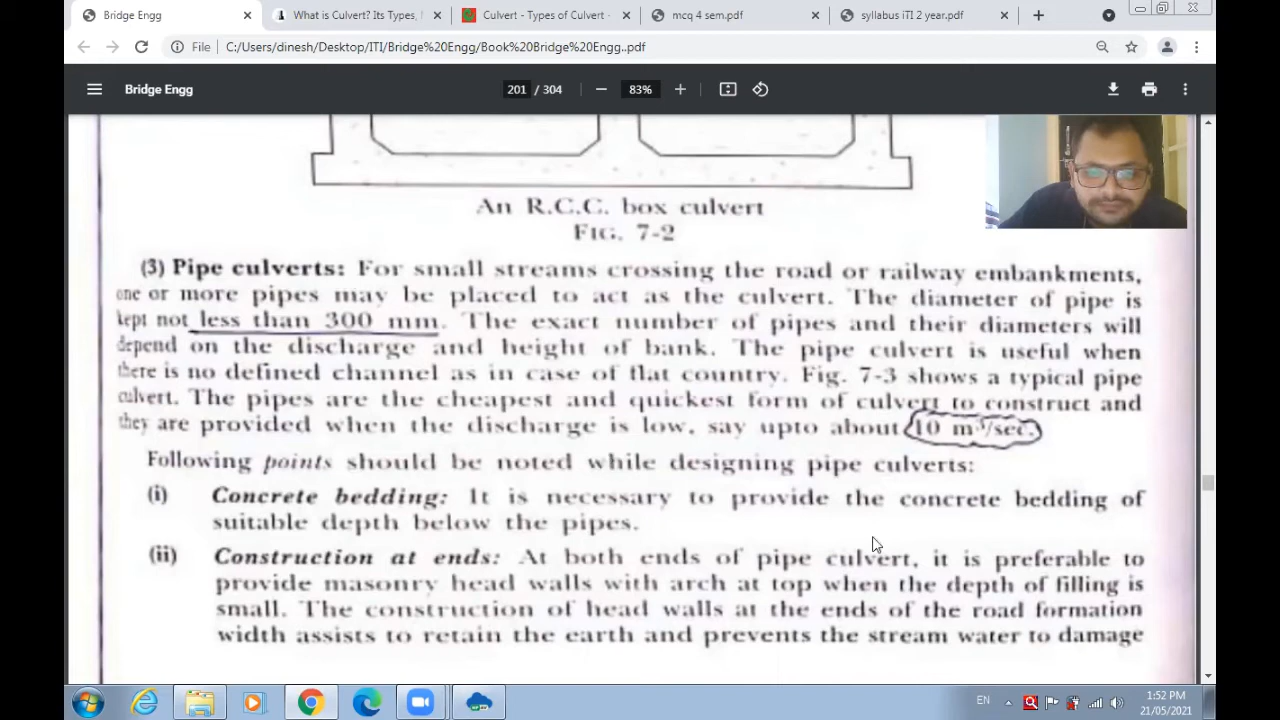 Bridge Engg
What is Culvert? Its Types, M
Culvert - Types of Culvert -
mcq 4 sem.pdf
syllabus iTI 2 year.pdf
File
C:/Users/dinesh/Desktop/ITI/Bridge%20Engg/Book%20Bridge%20Engg..pdf
Bridge Engg
201 / 304
83%
An R.C.C. box culvert
FIG. 7-2
(3) Pipe culverts: For small streams crossing the road or railway embankments,
one or more pipes may be placed to act as the culvert. The diameter of pipe is
kept not less than 300 mm. The exact number of pipes and their diameters will
depend on the discharge and height of bank. The pipe culvert is useful when
there is no defined channel as in case of flat country. Fig. 7-3 shows a typical pipe
culvert. The pipes are the cheapest and quickest form of culvert to construct and
they are provided when the discharge is low, say upto about 10 m³/sec.
Following points should be noted while designing pipe culverts:
(i) Concrete bedding: It is necessary to provide the concrete bedding of
suitable depth below the pipes.
(ii) Construction at ends: At both ends of pipe culvert, it is preferable to
provide masonry head walls with arch at top when the depth of filling is
small. The construction of head walls at the ends of the road formation
width assists to retain the earth and prevents the stream water to damage
EN
1:52 PM
21/05/2021